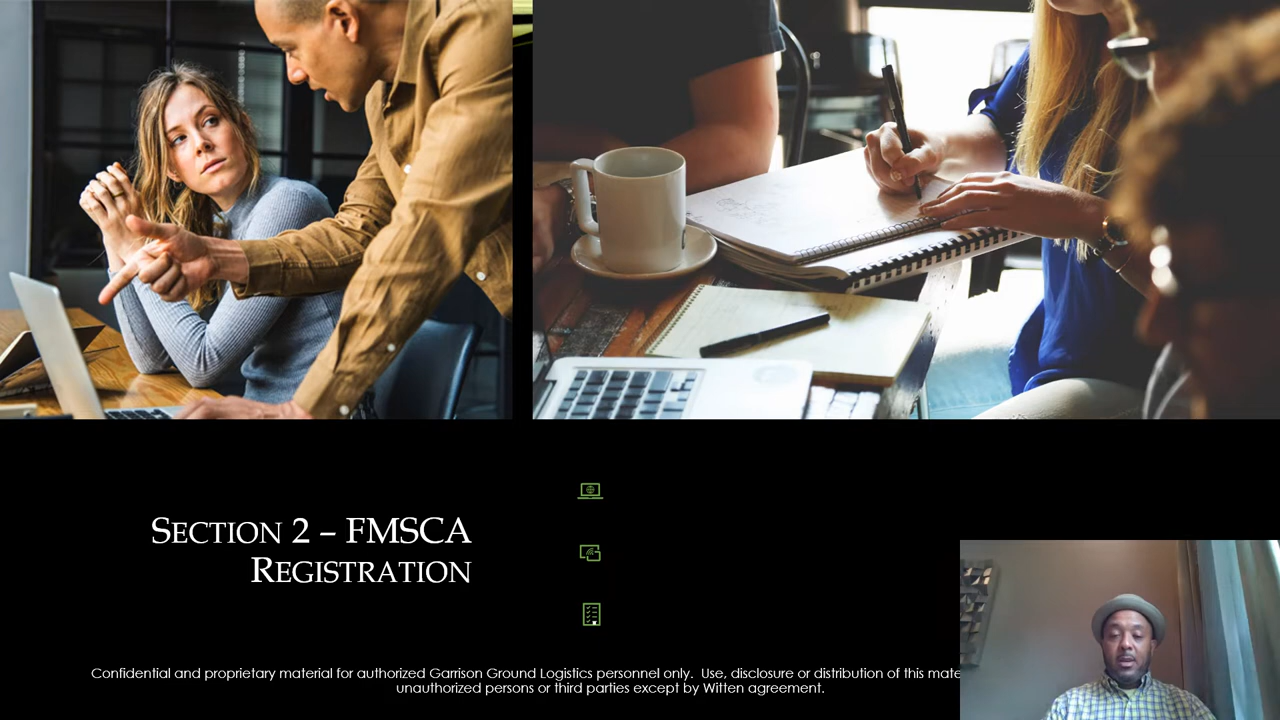 Section 2 – FMSCA
Registration
Confidential and proprietary material for authorized Garrison Ground Logistics personnel only. Use, disclosure or distribution of this
unauthorized persons or third parties except by Witten agreement.